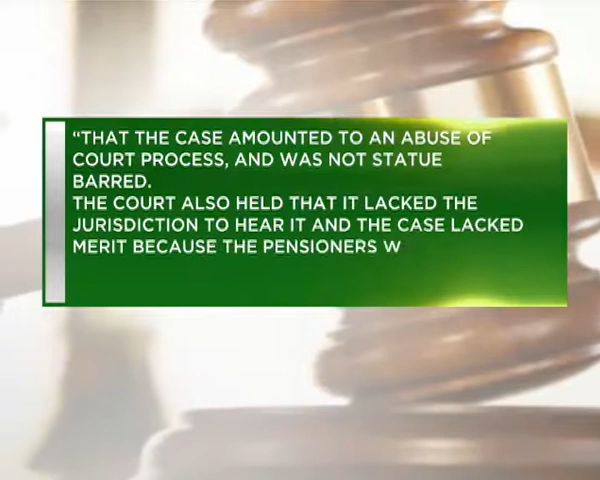 “THAT THE CASE AMOUNTED TO AN ABUSE OF
COURT PROCESS, AND WAS NOT STATUE
BARRED.
THE COURT ALSO HELD THAT IT LACKED THE
JURISDICTION TO HEAR IT AND THE CASE LACKED
MERIT BECAUSE THE PENSIONERS W